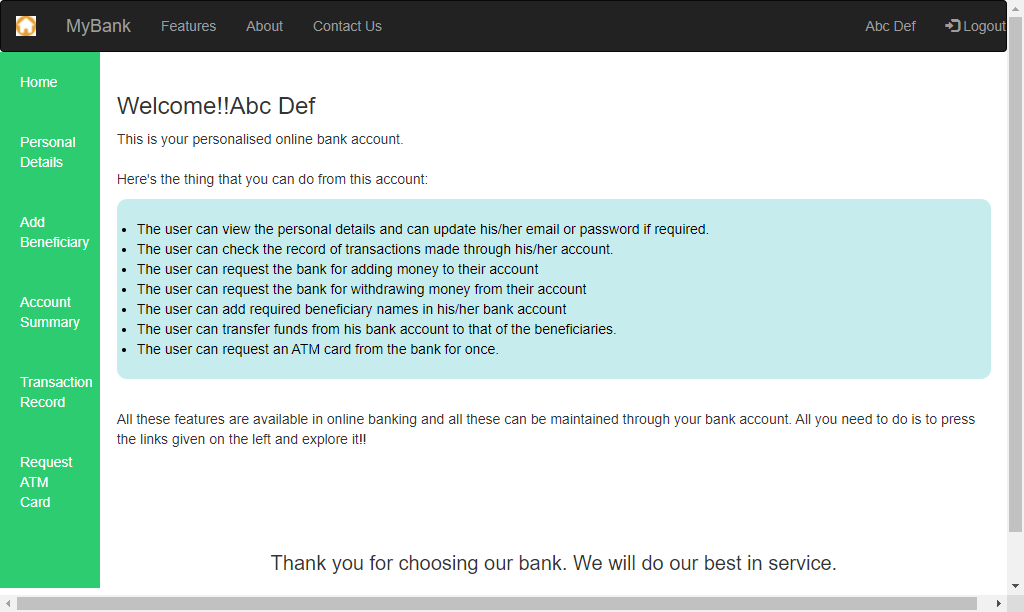 MyBank Features About Contact Us Abc Def Logout
Home
Personal
Details
Add
Beneficiary
Account
Summary
Transaction
Record
Request
ATM
Card
Welcome!!Abc Def
This is your personalised online bank account.
Here's the thing that you can do from this account:
The user can view the personal details and can update his/her email or password if required.
The user can check the record of transactions made through his/her account.
The user can request the bank for adding money to their account
The user can request the bank for withdrawing money from their account
The user can add required beneficiary names in his/her bank account
The user can transfer funds from his bank account to that of the beneficiaries.
The user can request an ATM card from the bank for once.
All these features are available in online banking and all these can be maintained through your bank account. All you need to do is to press
the links given on the left and explore it!!
Thank you for choosing our bank. We will do our best in service.